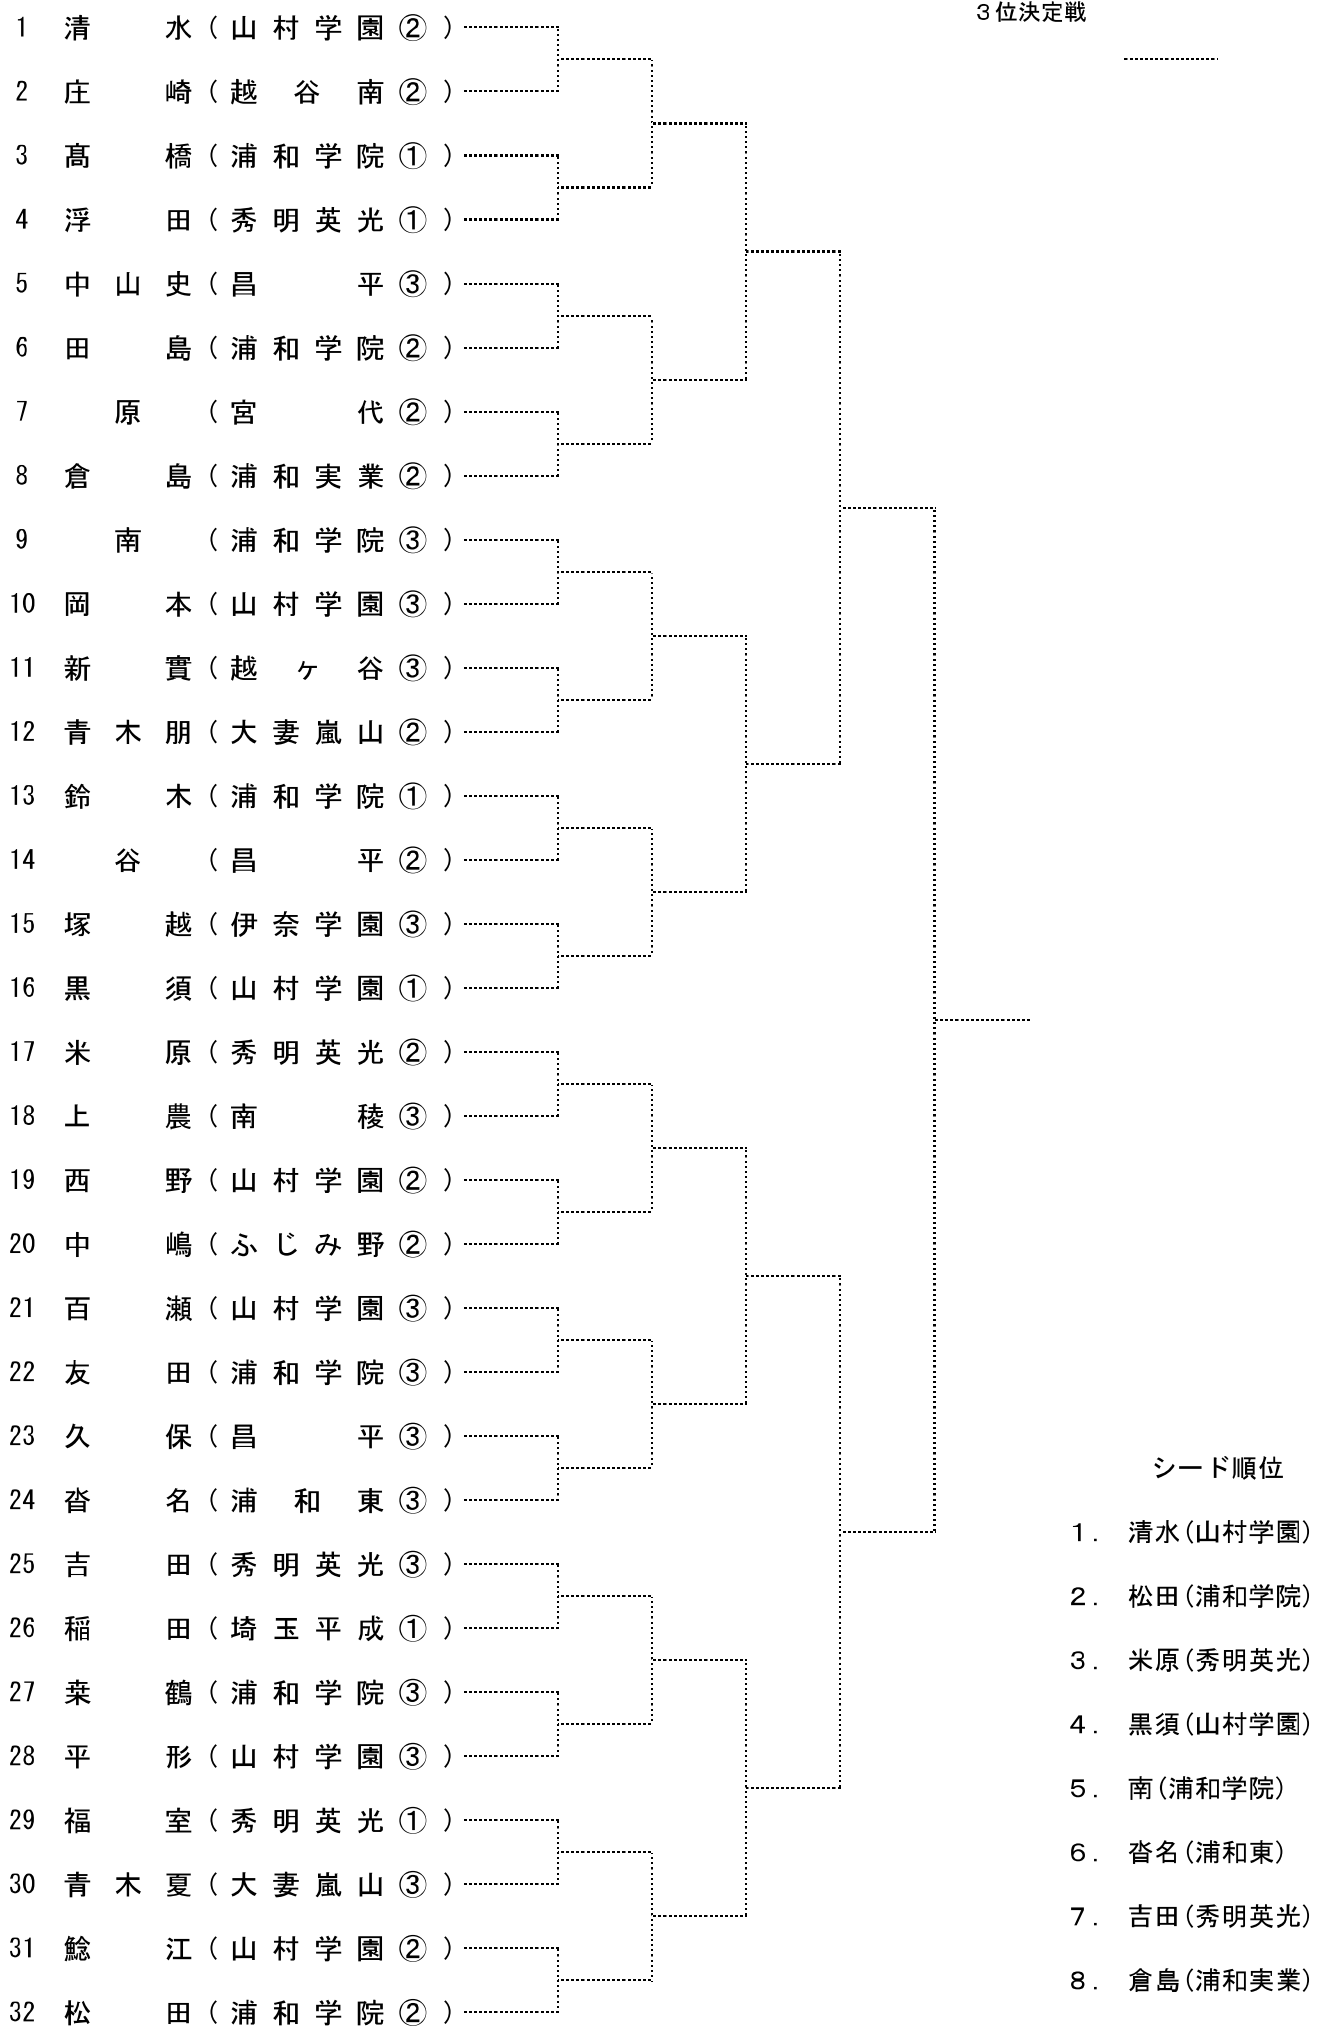 ３位決定戦
1 清水（山村学園②）
2 庄崎（越谷南②）
3 髙橋（浦和学院①）
4 浮田（秀明英光①）
5 中山史（昌平③）
6 田島（浦和学院②）
7 原（宮代②）
8 倉島（浦和実業②）
9 南（浦和学院③）
10 岡本（山村学園③）
11 新實（越ヶ谷③）
12 青木朋（大妻嵐山②）
13 鈴木（浦和学院①）
14 谷（昌平②）
15 塚越（伊奈学園③）
16 黒須（山村学園①）
17 米原（秀明英光②）
18 上農（南稜③）
19 西野（山村学園②）
20 中嶋（ふじみ野②）
21 百瀬（山村学園③）
22 友田（浦和学院③）
23 久保（昌平③）
24 沓名（浦和東③）
25 吉田（秀明英光③）
26 稲田（埼玉平成①）
27 桒鶴（浦和学院③）
28 平形（山村学園③）
29 福室（秀明英光①）
30 青木夏（大妻嵐山③）
31 鯰江（山村学園②）
32 松田（浦和学院②）
シード順位
１． 清水（山村学園）
２． 松田（浦和学院）
３． 米原（秀明英光）
４． 黒須（山村学園）
５． 南（浦和学院）
６． 沓名（浦和東）
７． 吉田（秀明英光）
８． 倉島（浦和実業）